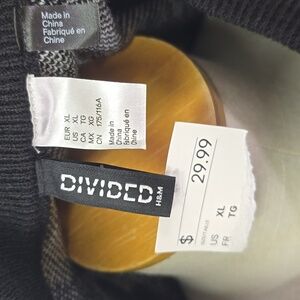 Made in
China
Fabriqué en
Chine
EUR XL
US XL
CA TG
MX XG
CN 175/116A
Made in
China
Fabriqué en
Chine
DIVIDED
H&M
$ 29.99
US XL
FR TG